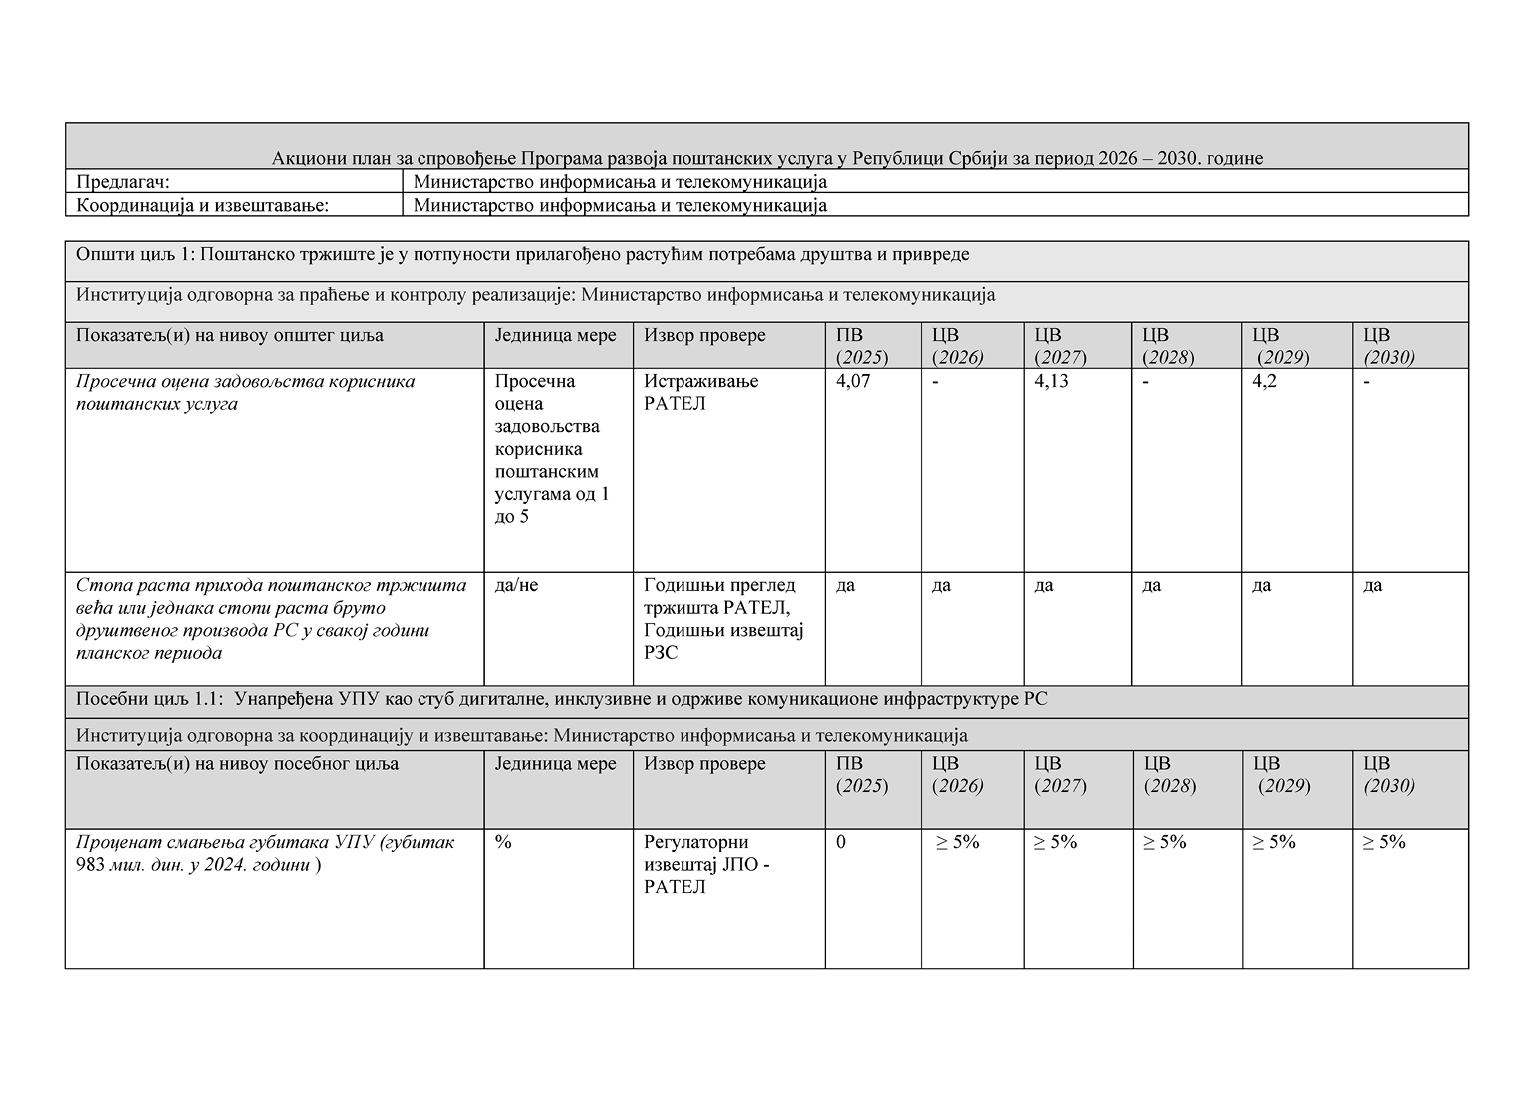 Акциони план за спровођење Програма развоја поштанских услуга у Републици Србији за период 2026 – 2030. године
Предлагач: Министарство информисања и телекомуникација
Координација и извештавање: Министарство информисања и телекомуникација
Општи циљ 1: Поштанско тржиште је у потпуности прилагођено растућим потребама друштва и привреде
Институција одговорна за праћење и контролу реализације: Министарство информисања и телекомуникација
Показатељ(и) на нивоу општег циља
Јединица мере
Извор провере
ПВ
(2025)
ЦВ
(2026)
ЦВ
(2027)
ЦВ
(2028)
ЦВ
(2029)
ЦВ
(2030)
Просечна оцена задовољства корисника
поштанских услуга
Просечна
оцена
задовољства
корисника
поштанским
услугама од 1
до 5
Истраживање
РАТЕЛ
4,07
-
4,13
-
4,2
-
Стопа раста прихода поштанског тржишта
већа или једнака стопи раста бруто
друштвеног производа РС у свакој години
планског периода
да/не
Годишњи преглед
тржишта РАТЕЛ,
Годишњи извештај
РЗС
да
да
да
да
да
да
Посебни циљ 1.1: Унапређена УПУ као стуб дигиталне, инклузивне и одрживе комуникационе инфраструктуре РС
Институција одговорна за координацију и извештавање: Министарство информисања и телекомуникација
Показатељ(и) на нивоу посебног циља
Јединица мере
Извор провере
ПВ
(2025)
ЦВ
(2026)
ЦВ
(2027)
ЦВ
(2028)
ЦВ
(2029)
ЦВ
(2030)
Проценат смањења губитака УПУ (губитак
983 мил. дин. у 2024. години )
%
Регулаторни
извештај ЈПО -
РАТЕЛ
0
≥ 5%
≥ 5%
≥ 5%
≥ 5%
≥ 5%